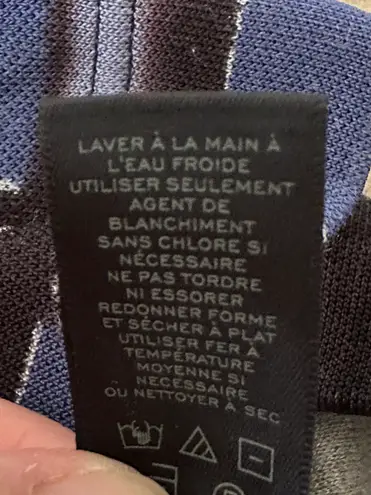 LAVER À LA MAIN À
L'EAU FROIDE
UTILISER SEULEMENT
AGENT DE
BLANCHIMENT
SANS CHLORE SI
NÉCESSAIRE
NE PAS TORDRE
NI ESSORER
REDONNER FORME
ET SÉCHER À PLAT
UTILISER FER À
TEMPÉRATURE
MOYENNE SI
NÉCESSAIRE
OU NETTOYER À SEC